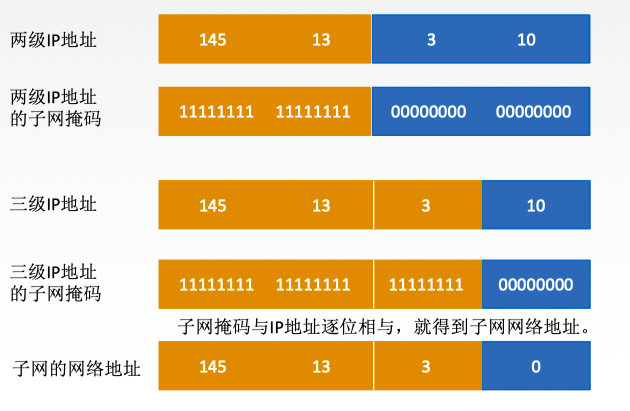 两级IP地址 145 13 3 10
两级IP地址
的子网掩码 11111111 11111111 00000000 00000000
三级IP地址 145 13 3 10
三级IP地址
的子网掩码 11111111 11111111 11111111 00000000
子网掩码与IP地址逐位相与，就得到子网网络地址。
子网的网络地址 145 13 3 0